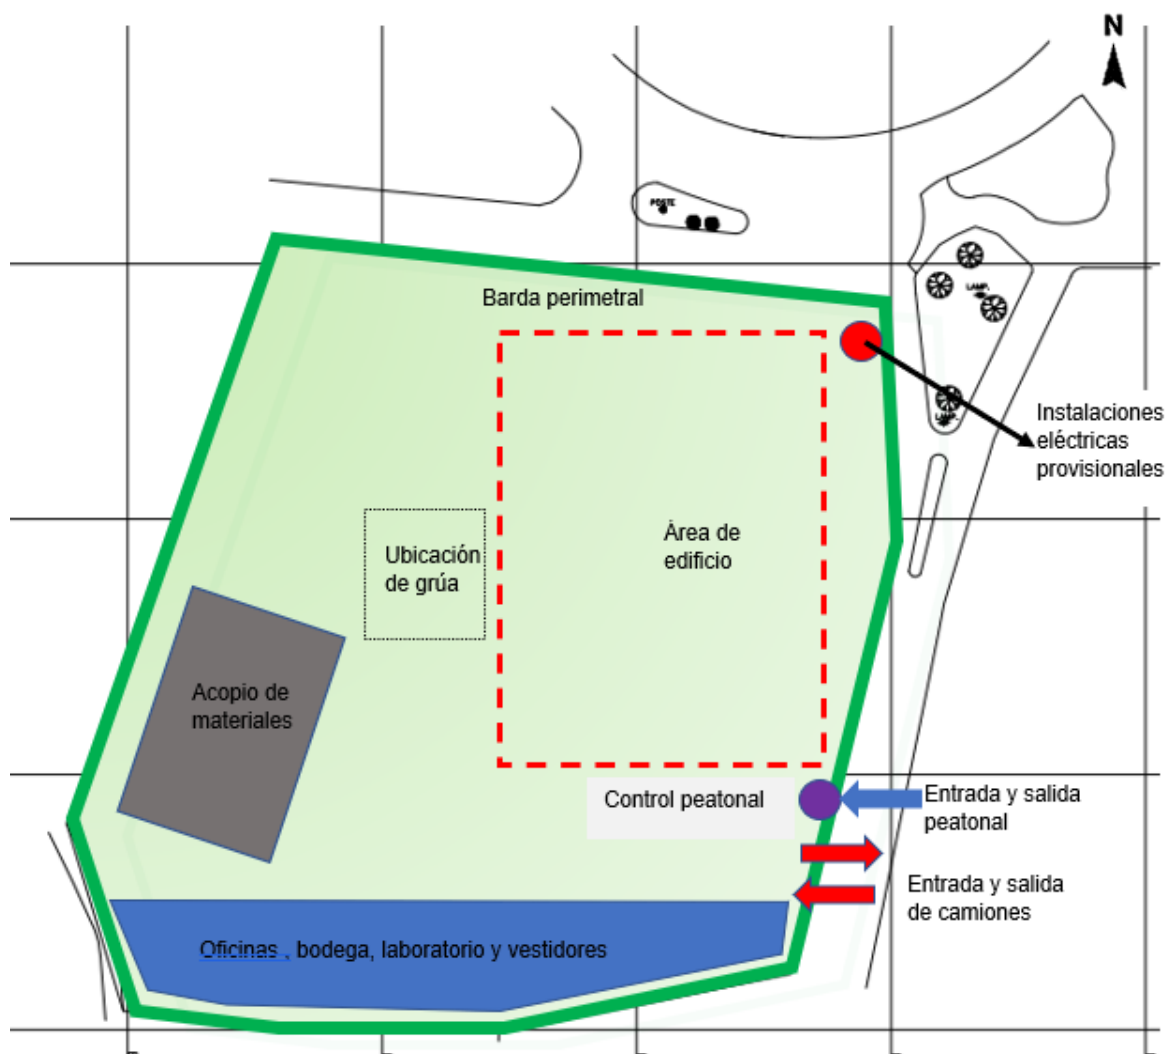 N
POSTE
Barda perimetral
LAMP.
LAMP.
Instalaciones
eléctricas
provisionales
Área de
edificio
Ubicación
de grúa
Acopio de
materiales
Control peatonal
Entrada y salida
peatonal
Entrada y salida
de camiones
Oficinas , bodega, laboratorio y vestidores